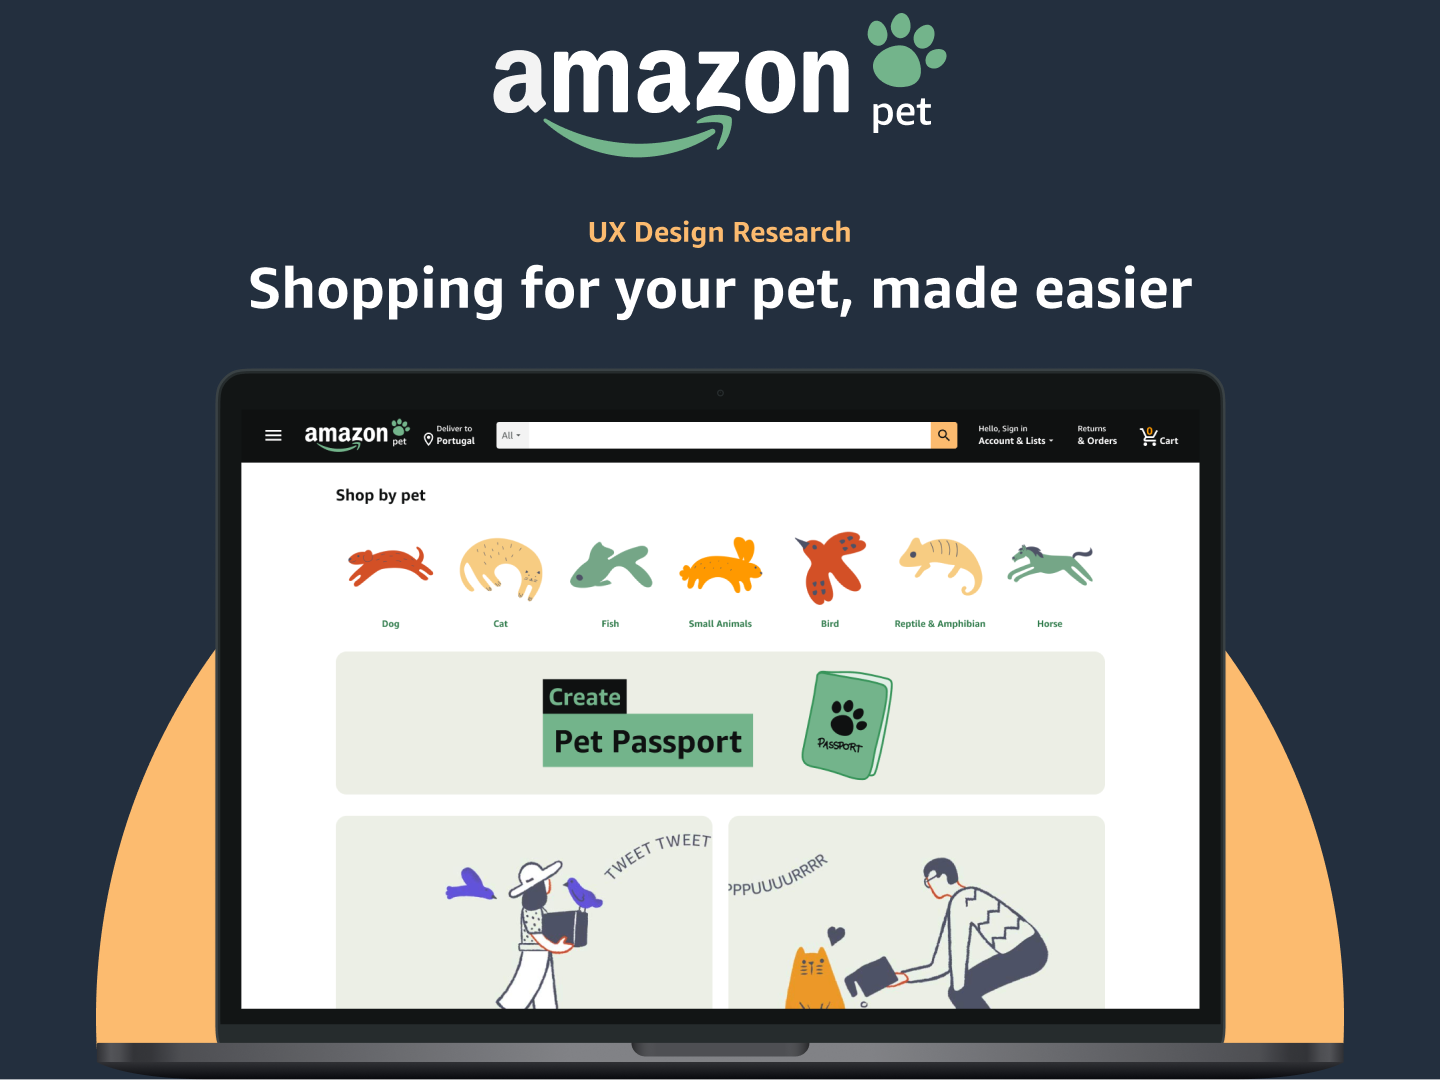 amazon
pet
UX Design Research
Shopping for your pet, made easier
amazon
pet
Deliver to
Portugal
All
Hello, Sign in
Account & Lists
Returns
& Orders
0
Cart
Shop by pet
Dog
Cat
Fish
Small Animals
Bird
Reptile & Amphibian
Horse
Create
Pet Passport
PASSPORT
TWEET TWEET
PPPUUUURRRR